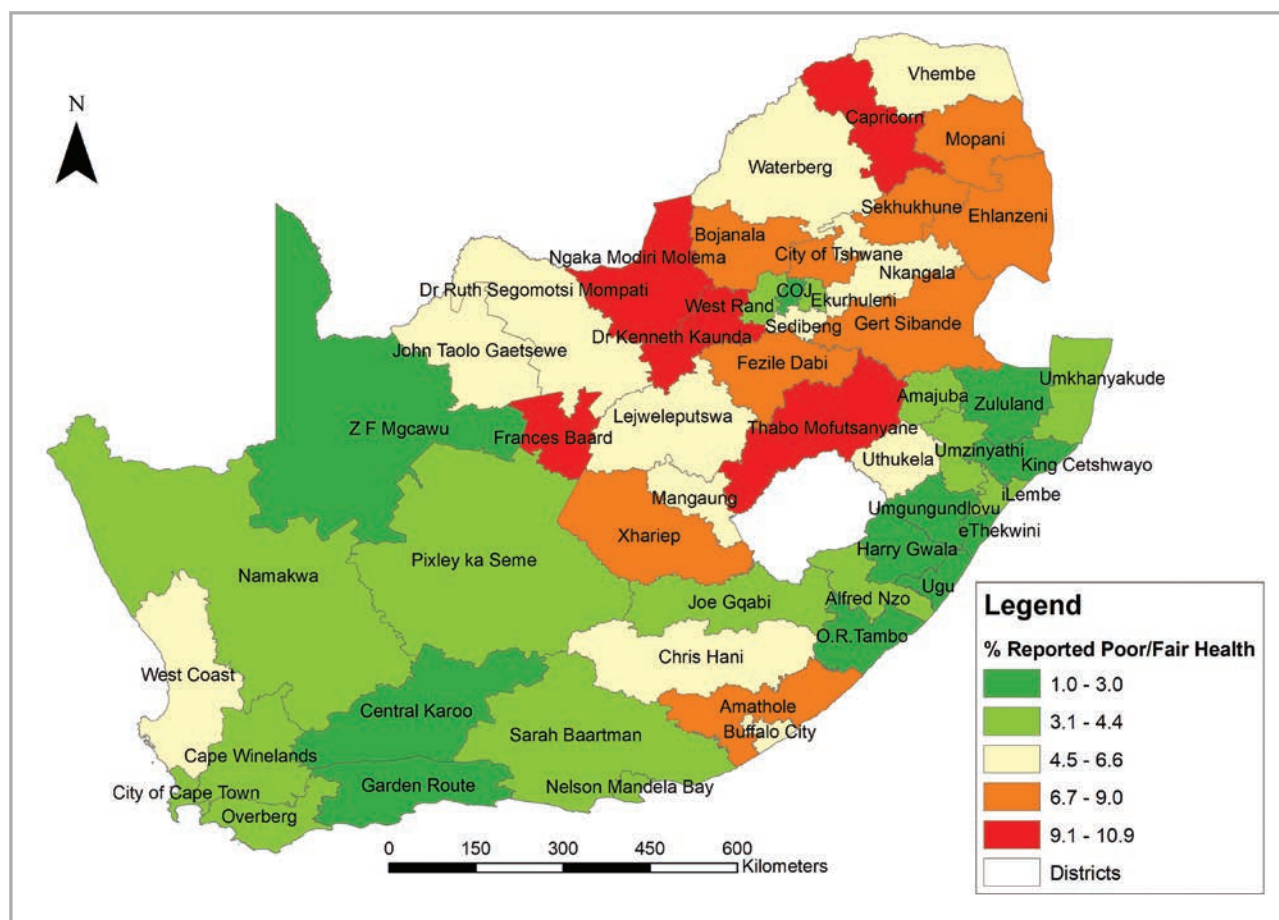 N
Vhembe
Capricorn
Mopani
Waterberg
Sekhukhune
Ehlanzeni
Bojanala
City of Tshwane
Ngaka Modiri Molema
Nkangala
Dr Ruth Segomotsi Mompati
COJ
West Rand
Ekurhuleni
Sedibeng
Gert Sibande
Dr Kenneth Kaunda
John Taolo Gaetsewe
Fezile Dabi
Umkhanyakude
Amajuba
Zululand
Z F Mgcawu
Lejweleputswa
Frances Baard
Thabo Mofutsanyane
Umzinyathi
Uthukela
King Cetshwayo
Mangaung
iLembe
Umgungundlovu
eThekwini
Xhariep
Harry Gwala
Pixley ka Seme
Namakwa
Ugu
Joe Gqabi
Alfred Nzo
O.R.Tambo
Chris Hani
West Coast
Amathole
Central Karoo
Buffalo City
Sarah Baartman
Cape Winelands
Garden Route
Nelson Mandela Bay
City of Cape Town
Overberg
0 150 300 450 600
Kilometers
Legend
% Reported Poor/Fair Health
1.0 - 3.0
3.1 - 4.4
4.5 - 6.6
6.7 - 9.0
9.1 - 10.9
Districts